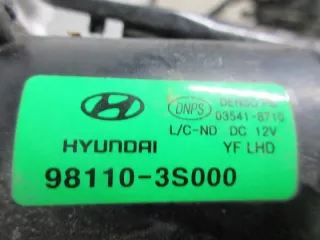 DNPS
03541-8710
L/C-ND DC 12V
HYUNDAI
YF LHD
98110-3S000